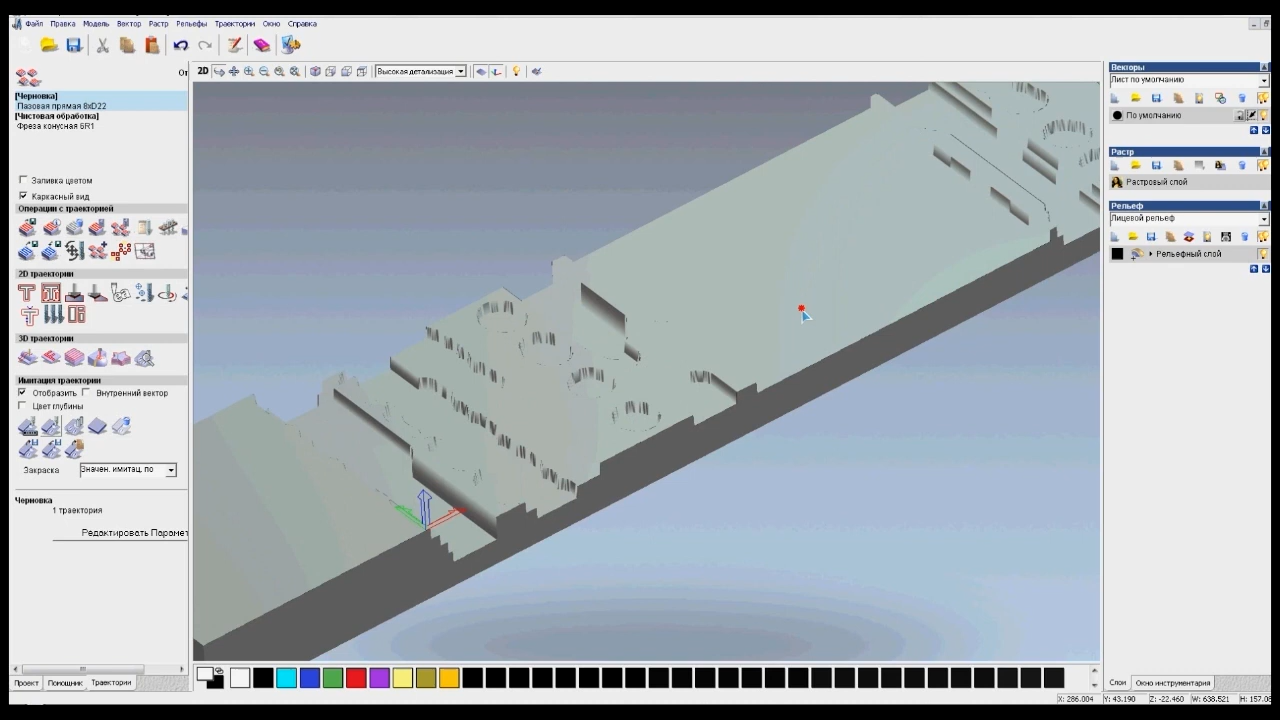 Файл Правка Модель Вектор Растр Рельефы Траектории Окно Справка
2D Высокая детализация
[Черновка]
Пазовая прямая 8xD22
[Чистовая обработка]
Фреза конусная 6R1
Заливка цветом
Каркасный вид
Операции с траекторией
2D траектории
3D траектории
Имитация траектории
Отобразить Внутренний вектор
Цвет глубины
Закраска Значен. имитац. по
Черновка
1 траектория
Редактировать Парамет
Проект Помощник Траектории
Векторы
Лист по умолчанию
По умолчанию
Растр
Растровый слой
Рельеф
Лицевой рельеф
Рельефный слой
Слои Окно инструментария
X: 286.004 Y: 43.190 Z: -22.460 W: 638.521 H: 157.0